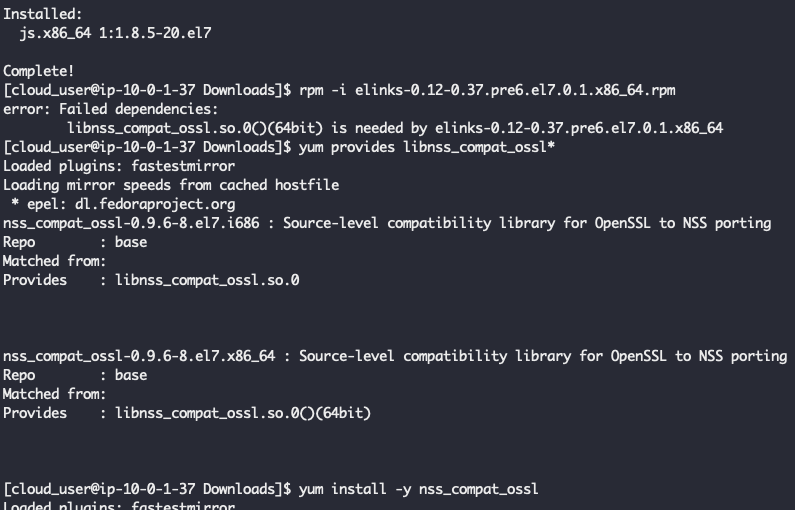 Installed:
  js.x86_64 1:1.8.5-20.el7
Complete!
[cloud_user@ip-10-0-1-37 Downloads]$ rpm -i elinks-0.12-0.37.pre6.el7.0.1.x86_64.rpm
error: Failed dependencies:
        libnss_compat_ossl.so.0()(64bit) is needed by elinks-0.12-0.37.pre6.el7.0.1.x86_64
[cloud_user@ip-10-0-1-37 Downloads]$ yum provides libnss_compat_ossl*
Loaded plugins: fastestmirror
Loading mirror speeds from cached hostfile
 * epel: dl.fedoraproject.org
nss_compat_ossl-0.9.6-8.el7.i686 : Source-level compatibility library for OpenSSL to NSS porting
Repo        : base
Matched from:
Provides    : libnss_compat_ossl.so.0
nss_compat_ossl-0.9.6-8.el7.x86_64 : Source-level compatibility library for OpenSSL to NSS porting
Repo        : base
Matched from:
Provides    : libnss_compat_ossl.so.0()(64bit)
[cloud_user@ip-10-0-1-37 Downloads]$ yum install -y nss_compat_ossl
Loaded plugins: fastestmirror